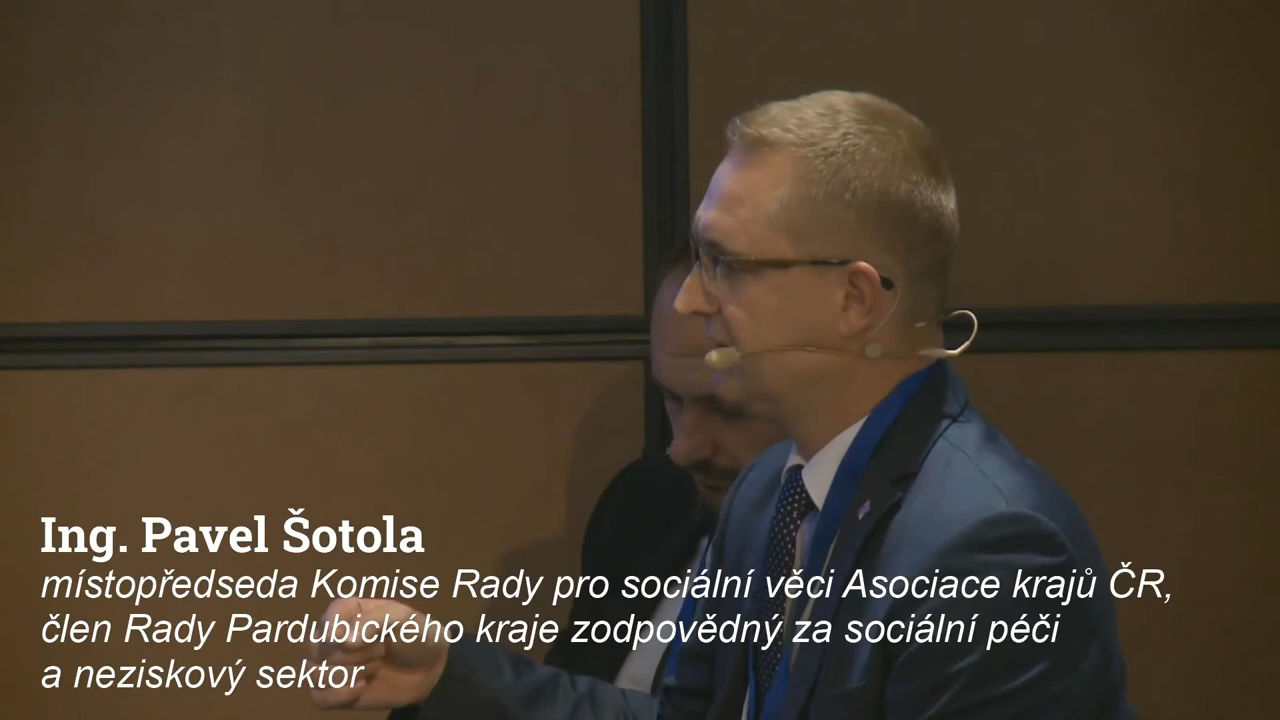 Ing. Pavel Šotola
místopředseda Komise Rady pro sociální věci Asociace krajů ČR,
člen Rady Pardubického kraje zodpovědný za sociální péči
a neziskový sektor